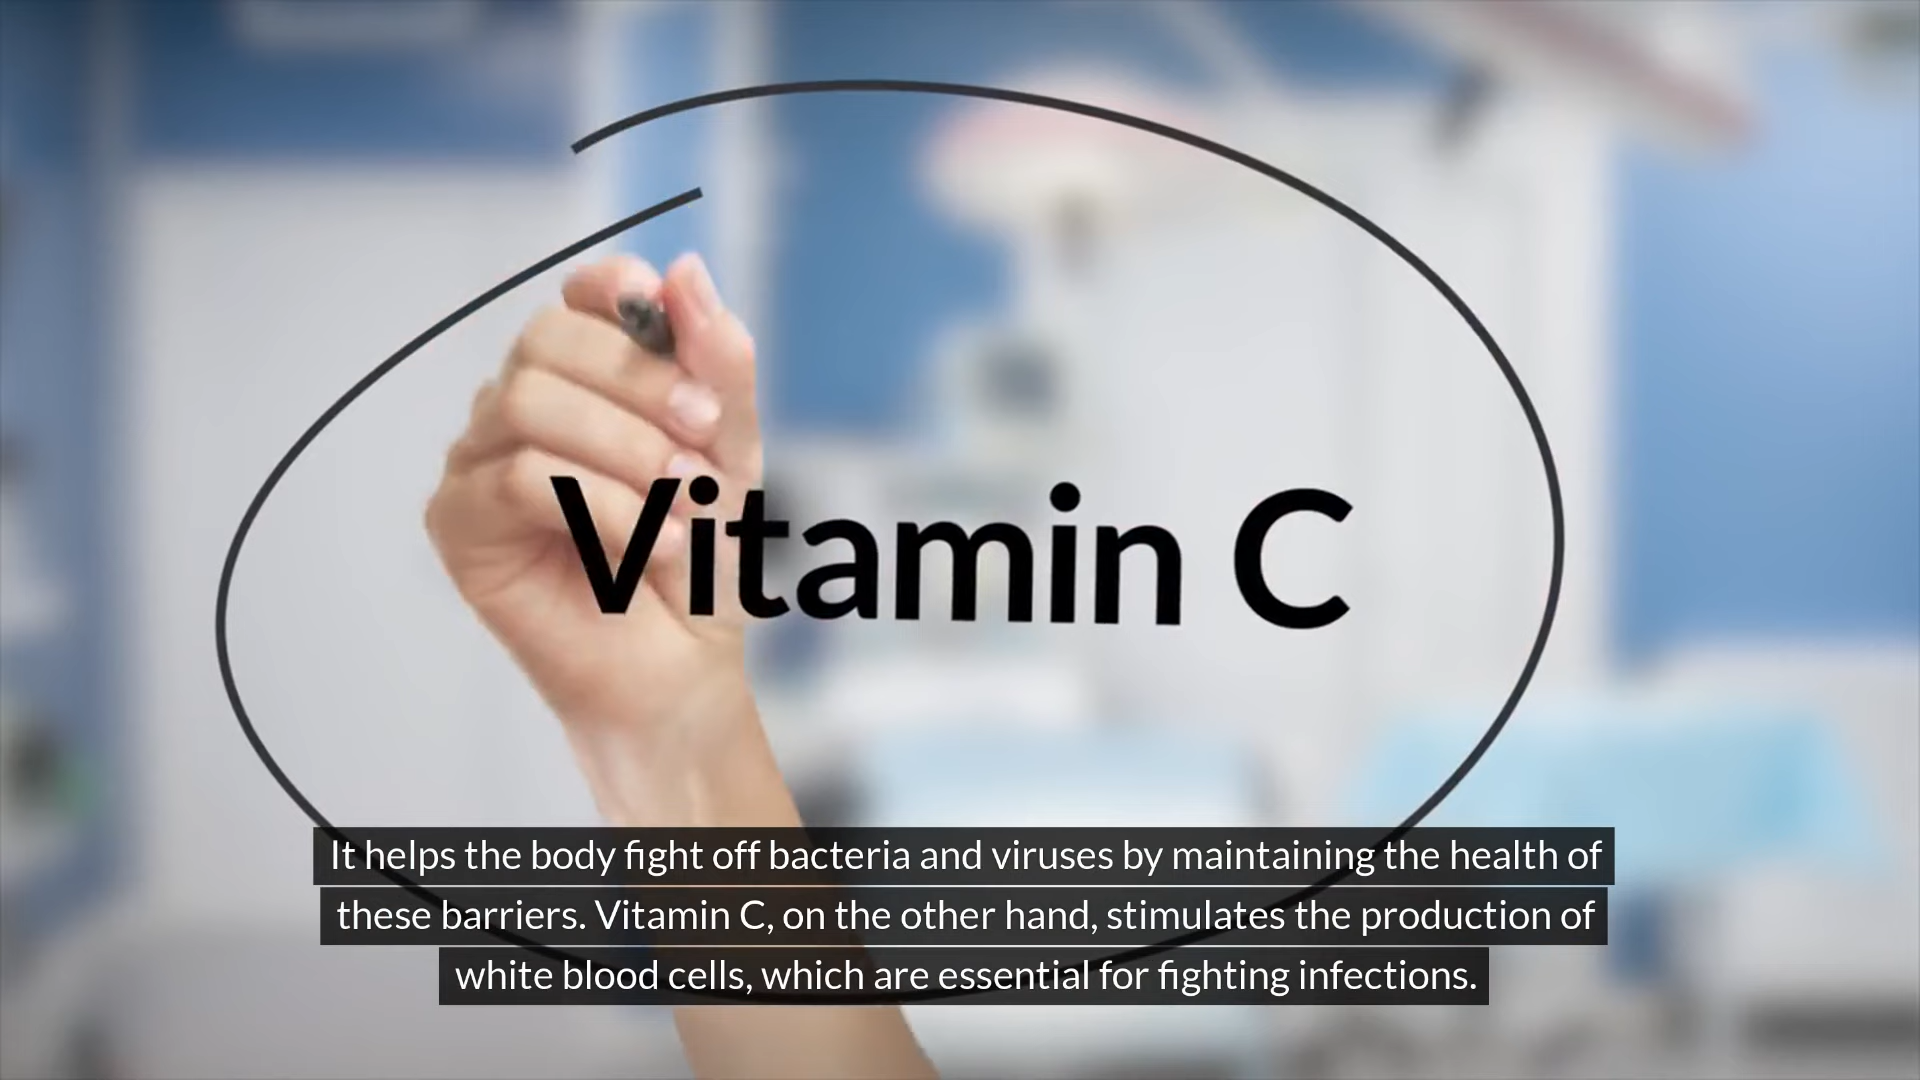 Vitamin C
It helps the body fight off bacteria and viruses by maintaining the health of
these barriers. Vitamin C, on the other hand, stimulates the production of
white blood cells, which are essential for fighting infections.